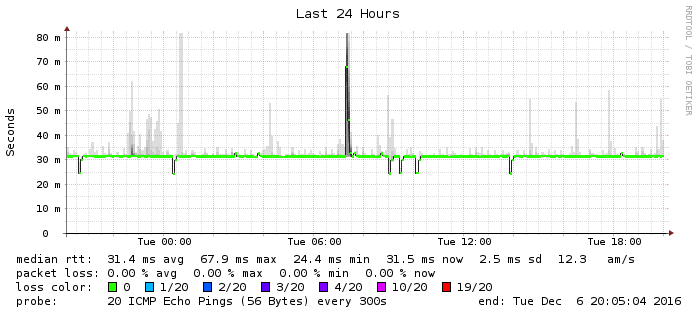 Last 24 Hours
RRDTOOL / TOBI OETIKER
Seconds
80 m
70 m
60 m
50 m
40 m
30 m
20 m
10 m
0
Tue 00:00 Tue 06:00 Tue 12:00 Tue 18:00
median rtt: 31.4 ms avg 67.9 ms max 24.4 ms min 31.5 ms now 2.5 ms sd 12.3 am/s
packet loss: 0.00 % avg 0.00 % max 0.00 % min 0.00 % now
loss color: 0 1/20 2/20 3/20 4/20 10/20 19/20
probe: 20 ICMP Echo Pings (56 Bytes) every 300s end: Tue Dec 6 20:05:04 2016